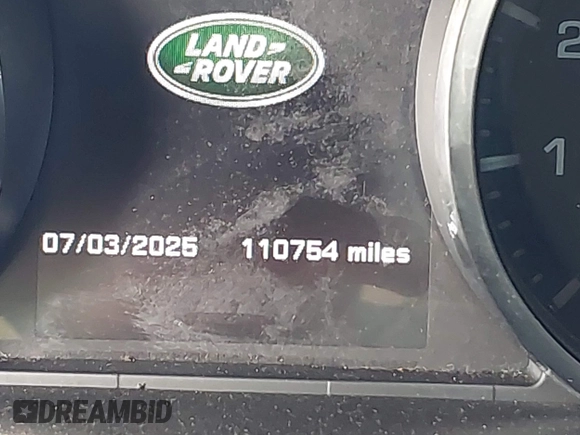 LAND
ROVER
2
1
07/03/2025 110754 miles
DREAMBID